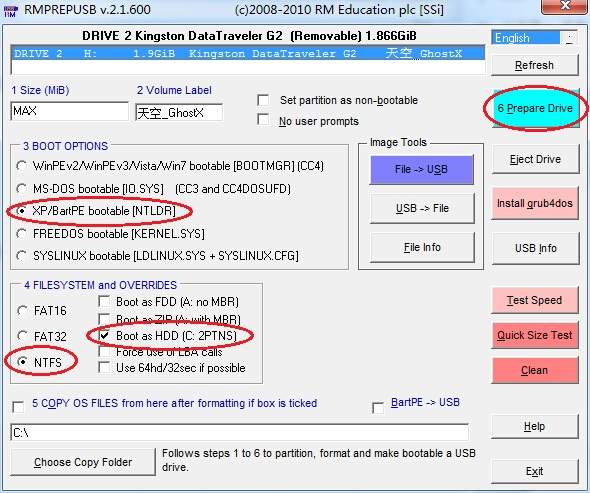 RM RMPREPUSB v.2.1.600 (c)2008-2010 RM Education plc [SSi]
DRIVE 2 Kingston DataTraveler G2 (Removable) 1.866GiB
English
DRIVE 2 H: 1.9GiB Kingston DataTraveler G2 天空_GhostX
Refresh
1 Size (MiB) 2 Volume Label
MAX 天空_GhostX
Set partition as non-bootable
No user prompts
6 Prepare Drive
3 BOOT OPTIONS
WinPEv2/WinPEv3/Vista/Win7 bootable [BOOTMGR] (CC4)
MS-DOS bootable [IO.SYS] (CC3 and CC4DOSUFD)
XP/BartPE bootable [NTLDR]
FREEDOS bootable [KERNEL.SYS]
SYSLINUX bootable [LDLINUX.SYS + SYSLINUX.CFG]
Image Tools
File -> USB
USB -> File
File Info
Eject Drive
Install grub4dos
USB Info
4 FILESYSTEM and OVERRIDES
FAT16
FAT32
NTFS
Boot as FDD (A: no MBR)
Boot as ZIP (A: with MBR)
Boot as HDD (C: 2PTNS)
Force use of LBA calls
Use 64hd/32sec if possible
Test Speed
Quick Size Test
Clean
5 COPY OS FILES from here after formatting if box is ticked
BartPE -> USB
C:\
Help
Choose Copy Folder
Follows steps 1 to 6 to partition, format and make bootable a USB
drive.
Exit